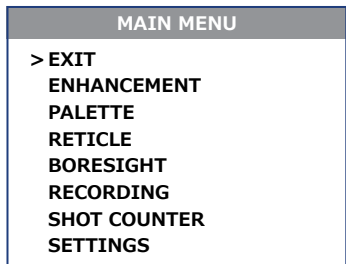 MAIN MENU
> EXIT
ENHANCEMENT
PALETTE
RETICLE
BORESIGHT
RECORDING
SHOT COUNTER
SETTINGS